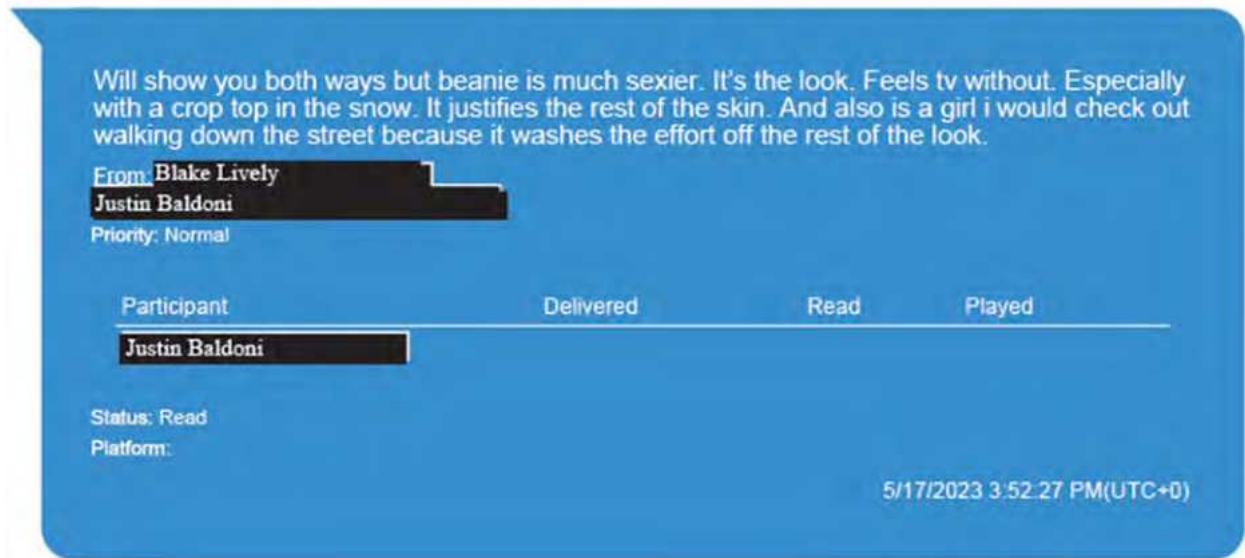 Will show you both ways but beanie is much sexier. It's the look. Feels tv without. Especially
with a crop top in the snow. It justifies the rest of the skin. And also is a girl i would check out
walking down the street because it washes the effort off the rest of the look.
From: Blake Lively
Justin Baldoni
Priority: Normal
Participant Delivered Read Played
Justin Baldoni
Status: Read
Platform:
5/17/2023 3:52:27 PM(UTC+0)